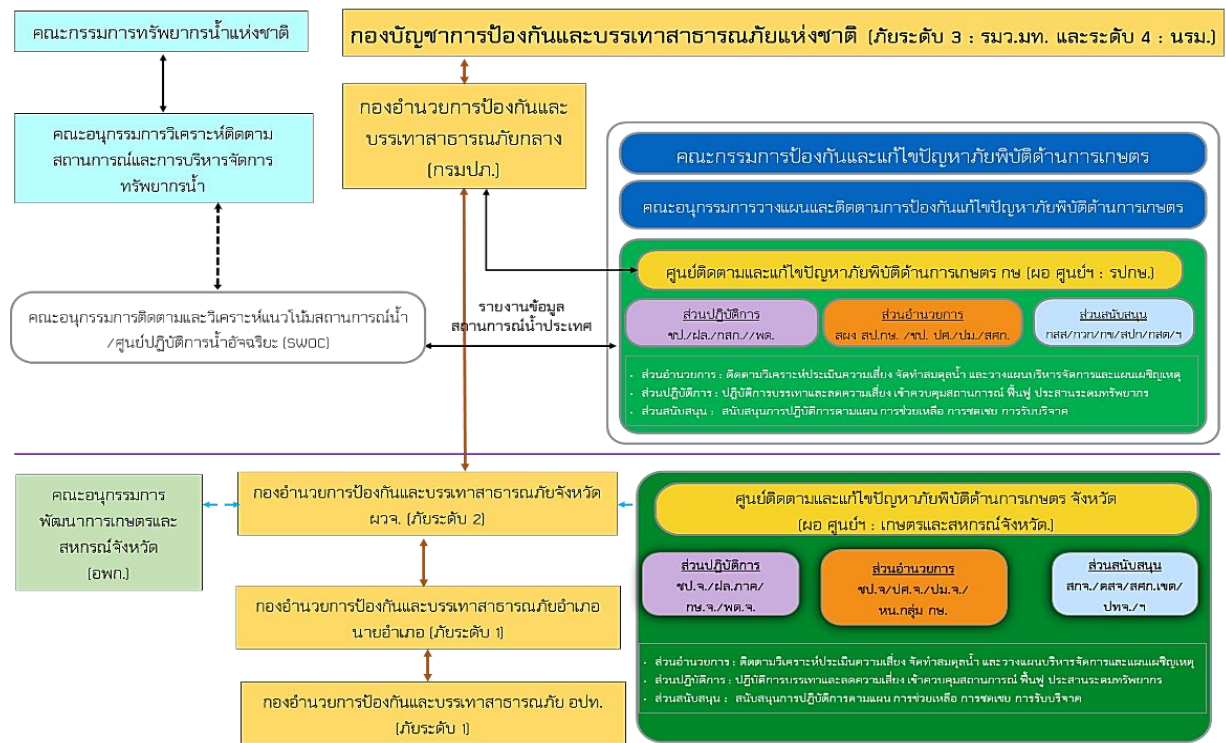 คณะกรรมการทรัพยากรน้ำแห่งชาติ
กองบัญชาการป้องกันและบรรเทาสาธารณภัยแห่งชาติ (ภัยระดับ 3 : รมว.มท. และระดับ 4 : นรม.)
คณะอนุกรรมการวิเคราะห์ติดตาม
สถานการณ์และการบริหารจัดการ
ทรัพยากรน้ำ
กองอำนวยการป้องกันและ
บรรเทาสาธารณภัยกลาง
(กรมปภ.)
คณะกรรมการป้องกันและแก้ไขปัญหาภัยพิบัติด้านการเกษตร
คณะอนุกรรมการวางแผนและติดตามการป้องกันแก้ไขปัญหาภัยพิบัติด้านการเกษตร
ศูนย์ติดตามและแก้ไขปัญหาภัยพิบัติด้านการเกษตร กษ (ผอ ศูนย์ฯ : รปกษ.)
คณะอนุกรรมการติดตามและวิเคราะห์แนวโน้มสถานการณ์น้ำ
/ศูนย์ปฏิบัติการน้ำอัจฉริยะ (SWOC)
รายงานข้อมูล
สถานการณ์น้ำประเทศ
ส่วนปฏิบัติการ
ชป./ฝล./กสก.//พด.
ส่วนอำนวยการ
สผง สป.กษ. /ชป. ปศ./ปม./สศก.
ส่วนสนับสนุน
กสส/กวก/กข/สปก/กสต/ฯ
• ส่วนอำนวยการ : ติดตามวิเคราะห์ประเมินความเสี่ยง จัดทำสมดุลน้ำ และวางแผนบริหารจัดการและแผนเผชิญเหตุ
• ส่วนปฏิบัติการ : ปฏิบัติการบรรเทาและลดความเสี่ยง เข้าควบคุมสถานการณ์ ฟื้นฟู ประสานระดมทรัพยากร
• ส่วนสนับสนุน : สนับสนุนการปฏิบัติการตามแผน การช่วยเหลือ การชดเชย การรับบริจาค
คณะอนุกรรมการ
พัฒนาการเกษตรและ
สหกรณ์จังหวัด
(อพก.)
กองอำนวยการป้องกันและบรรเทาสาธารณภัยจังหวัด
ผวจ. (ภัยระดับ 2)
ศูนย์ติดตามและแก้ไขปัญหาภัยพิบัติด้านการเกษตร จังหวัด
(ผอ ศูนย์ฯ : เกษตรและสหกรณ์จังหวัด.)
ส่วนปฏิบัติการ
ชป.จ./ฝล.ภาค/
กษ.จ./พด.จ.
ส่วนอำนวยการ
ชป.จ/ปศ.จ./ปม.จ./
หน.กลุ่ม กษ.
ส่วนสนับสนุน
สกจ./ตสจ/สศก.เขต/
ปทจ./ฯ
กองอำนวยการป้องกันและบรรเทาสาธารณภัยอำเภอ
นายอำเภอ (ภัยระดับ 1)
• ส่วนอำนวยการ : ติดตามวิเคราะห์ประเมินความเสี่ยง จัดทำสมดุลน้ำ และวางแผนบริหารจัดการและแผนเผชิญเหตุ
• ส่วนปฏิบัติการ : ปฏิบัติการบรรเทาและลดความเสี่ยง เข้าควบคุมสถานการณ์ ฟื้นฟู ประสานระดมทรัพยากร
• ส่วนสนับสนุน : สนับสนุนการปฏิบัติการตามแผน การช่วยเหลือ การชดเชย การรับบริจาค
กองอำนวยการป้องกันและบรรเทาสาธารณภัย อปท.
(ภัยระดับ 1)